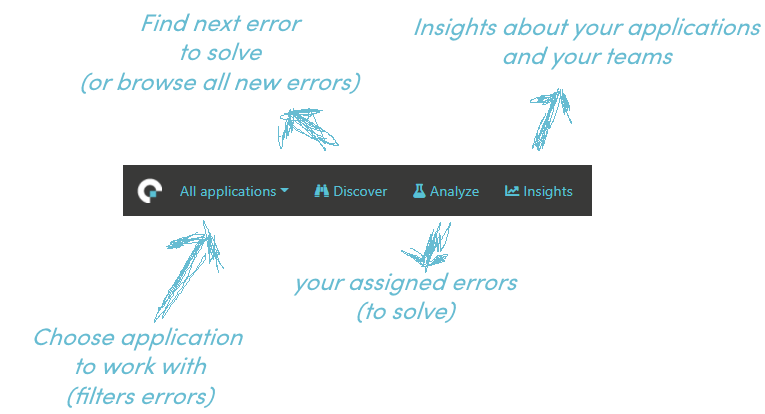 Find next error
to solve
(or browse all new errors)
Insights about your applications
and your teams
All applications Discover Analyze Insights
your assigned errors
(to solve)
Choose application
to work with
(filters errors)